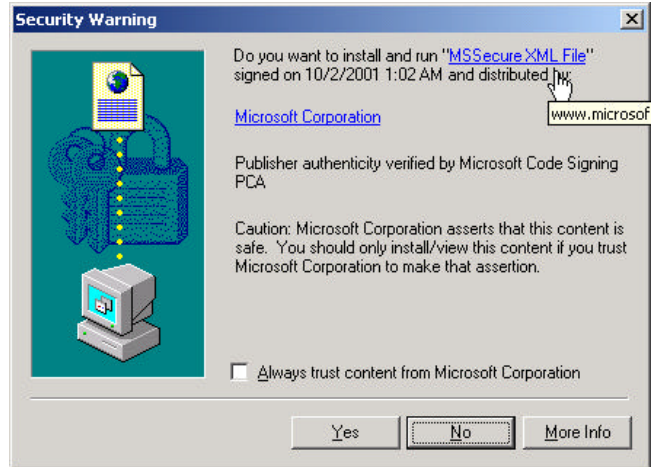 Security Warning
Do you want to install and run "MSSecure XML File"
signed on 10/2/2001 1:02 AM and distributed by:
www.microsof
Microsoft Corporation
Publisher authenticity verified by Microsoft Code Signing
PCA
Caution: Microsoft Corporation asserts that this content is
safe. You should only install/view this content if you trust
Microsoft Corporation to make that assertion.
Always trust content from Microsoft Corporation
Yes
No
More Info